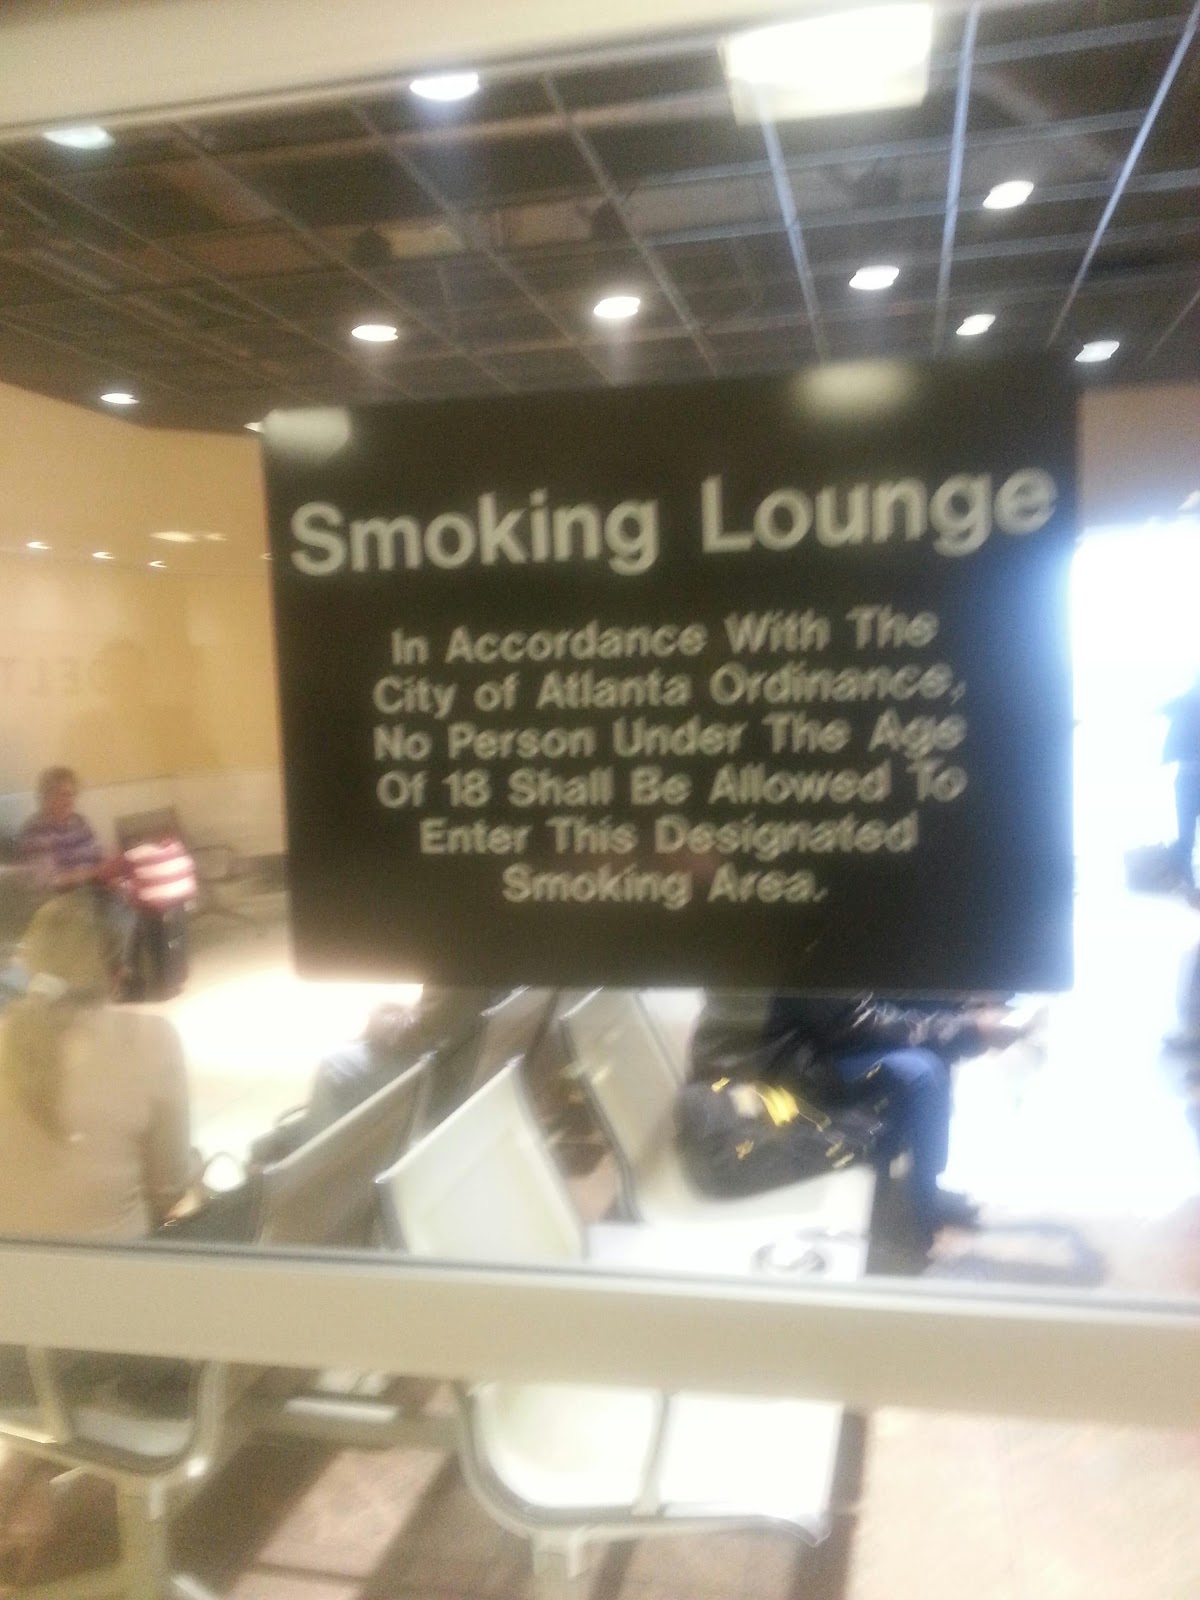 Smoking Lounge
In Accordance With The
City of Atlanta Ordinance,
No Person Under The Age
Of 18 Shall Be Allowed To
Enter This Designated
Smoking Area.